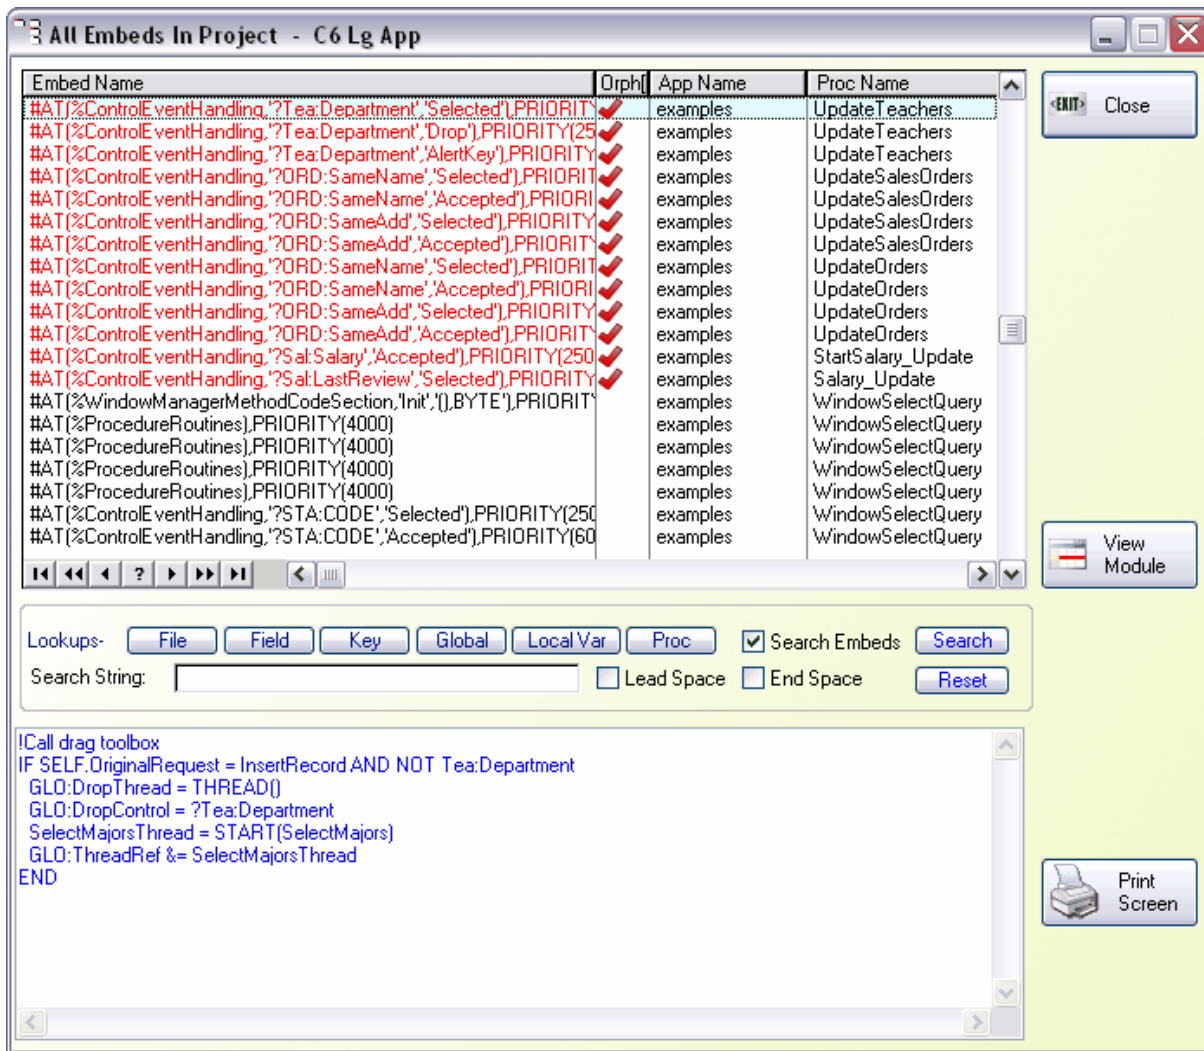 All Embeds In Project - C6 Lg App
Embed Name Orph[ App Name Proc Name
#AT(%ControlEventHandling,'?Tea:Department','Selected'),PRIORITY examples UpdateTeachers
#AT(%ControlEventHandling,'?Tea:Department','Drop'),PRIORITY(25 examples UpdateTeachers
#AT(%ControlEventHandling,'?Tea:Department','AlertKey'),PRIORITY examples UpdateTeachers
#AT(%ControlEventHandling,'?ORD:SameName','Selected'),PRIORIT examples UpdateSalesOrders
#AT(%ControlEventHandling,'?ORD:SameName','Accepted'),PRIORI examples UpdateSalesOrders
#AT(%ControlEventHandling,'?ORD:SameAdd','Selected'),PRIORITY examples UpdateSalesOrders
#AT(%ControlEventHandling,'?ORD:SameAdd','Accepted'),PRIORITY examples UpdateSalesOrders
#AT(%ControlEventHandling,'?ORD:SameName','Selected'),PRIORIT examples UpdateOrders
#AT(%ControlEventHandling,'?ORD:SameName','Accepted'),PRIORI examples UpdateOrders
#AT(%ControlEventHandling,'?ORD:SameAdd','Selected'),PRIORITY examples UpdateOrders
#AT(%ControlEventHandling,'?ORD:SameAdd','Accepted'),PRIORITY examples UpdateOrders
#AT(%ControlEventHandling,'?Sal:Salary','Accepted'),PRIORITY(250 examples StartSalary_Update
#AT(%ControlEventHandling,'?Sal:LastReview','Selected'),PRIORITY examples Salary_Update
#AT(%WindowManagerMethodCodeSection,'Init','(),BYTE'),PRIORIT examples WindowSelectQuery
#AT(%ProcedureRoutines),PRIORITY(4000) examples WindowSelectQuery
#AT(%ProcedureRoutines),PRIORITY(4000) examples WindowSelectQuery
#AT(%ProcedureRoutines),PRIORITY(4000) examples WindowSelectQuery
#AT(%ProcedureRoutines),PRIORITY(4000) examples WindowSelectQuery
#AT(%ControlEventHandling,'?STA:CODE','Selected'),PRIORITY(250 examples WindowSelectQuery
#AT(%ControlEventHandling,'?STA:CODE','Accepted'),PRIORITY(60 examples WindowSelectQuery
?
EXIT Close
View
Module
Lookups- File Field Key Global Local Var Proc Search Embeds Search
Search String: Lead Space End Space Reset
!Call drag toolbox
IF SELF.OriginalRequest = InsertRecord AND NOT Tea:Department
GLO:DropThread = THREAD()
GLO:DropControl = ?Tea:Department
SelectMajorsThread = START(SelectMajors)
GLO:ThreadRef &= SelectMajorsThread
END
Print
Screen